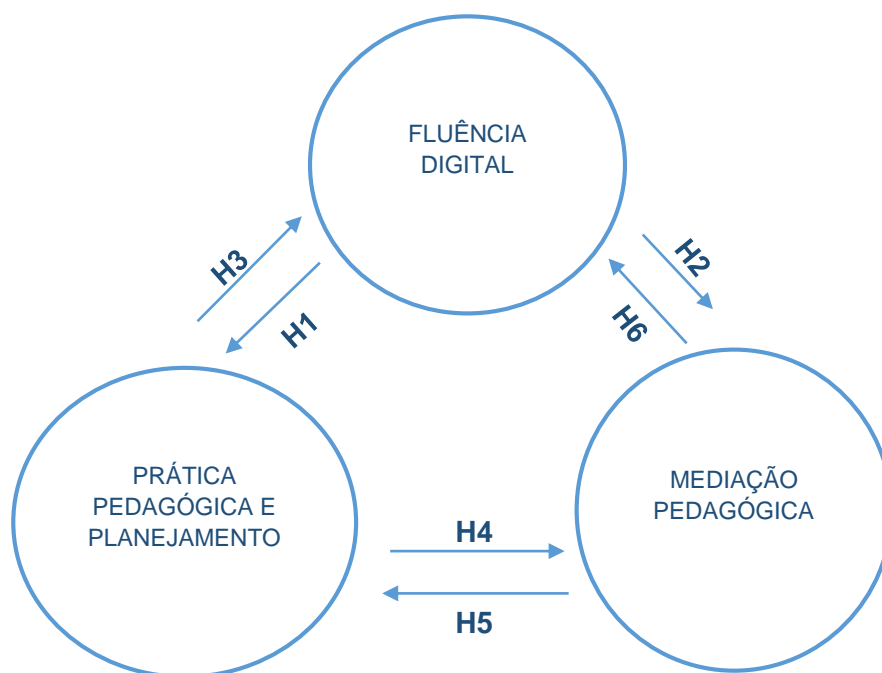 FLUÊNCIA
DIGITAL
H3
H1
H2
H6
PRÁTICA
PEDAGÓGICA E
PLANEJAMENTO
MEDIAÇÃO
PEDAGÓGICA
H4
H5